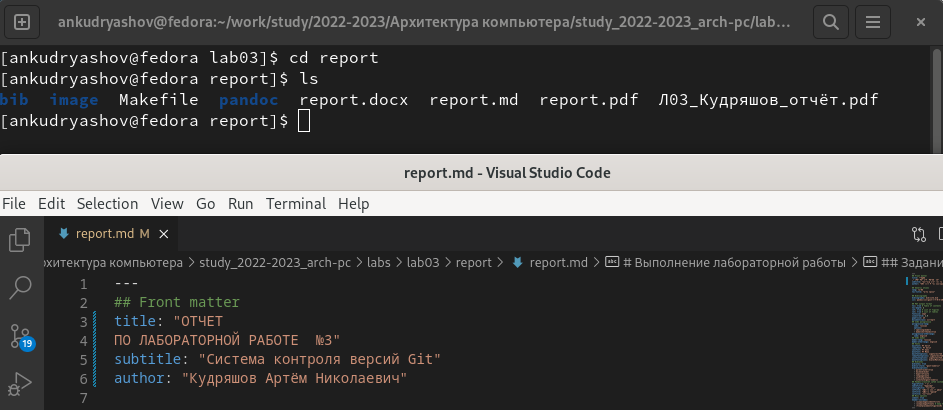 ankudryashov@fedora:~/work/study/2022-2023/Архитектура компьютера/study_2022-2023_arch-pc/lab…
[ankudryashov@fedora lab03]$ cd report
[ankudryashov@fedora report]$ ls
bib image Makefile pandoc report.docx report.md report.pdf Л03_Кудряшов_отчёт.pdf
[ankudryashov@fedora report]$
report.md - Visual Studio Code
File Edit Selection View Go Run Terminal Help
report.md M
рхитектура компьютера > study_2022-2023_arch-pc > labs > lab03 > report > report.md > abc # Выполнение лабораторной работы > abc ## Задани
1 ---
2 ## Front matter
3 title: "ОТЧЕТ
4 ПО ЛАБОРАТОРНОЙ РАБОТЕ  №3"
5 subtitle: "Система контроля версий Git"
6 author: "Кудряшов Артём Николаевич"
7
19